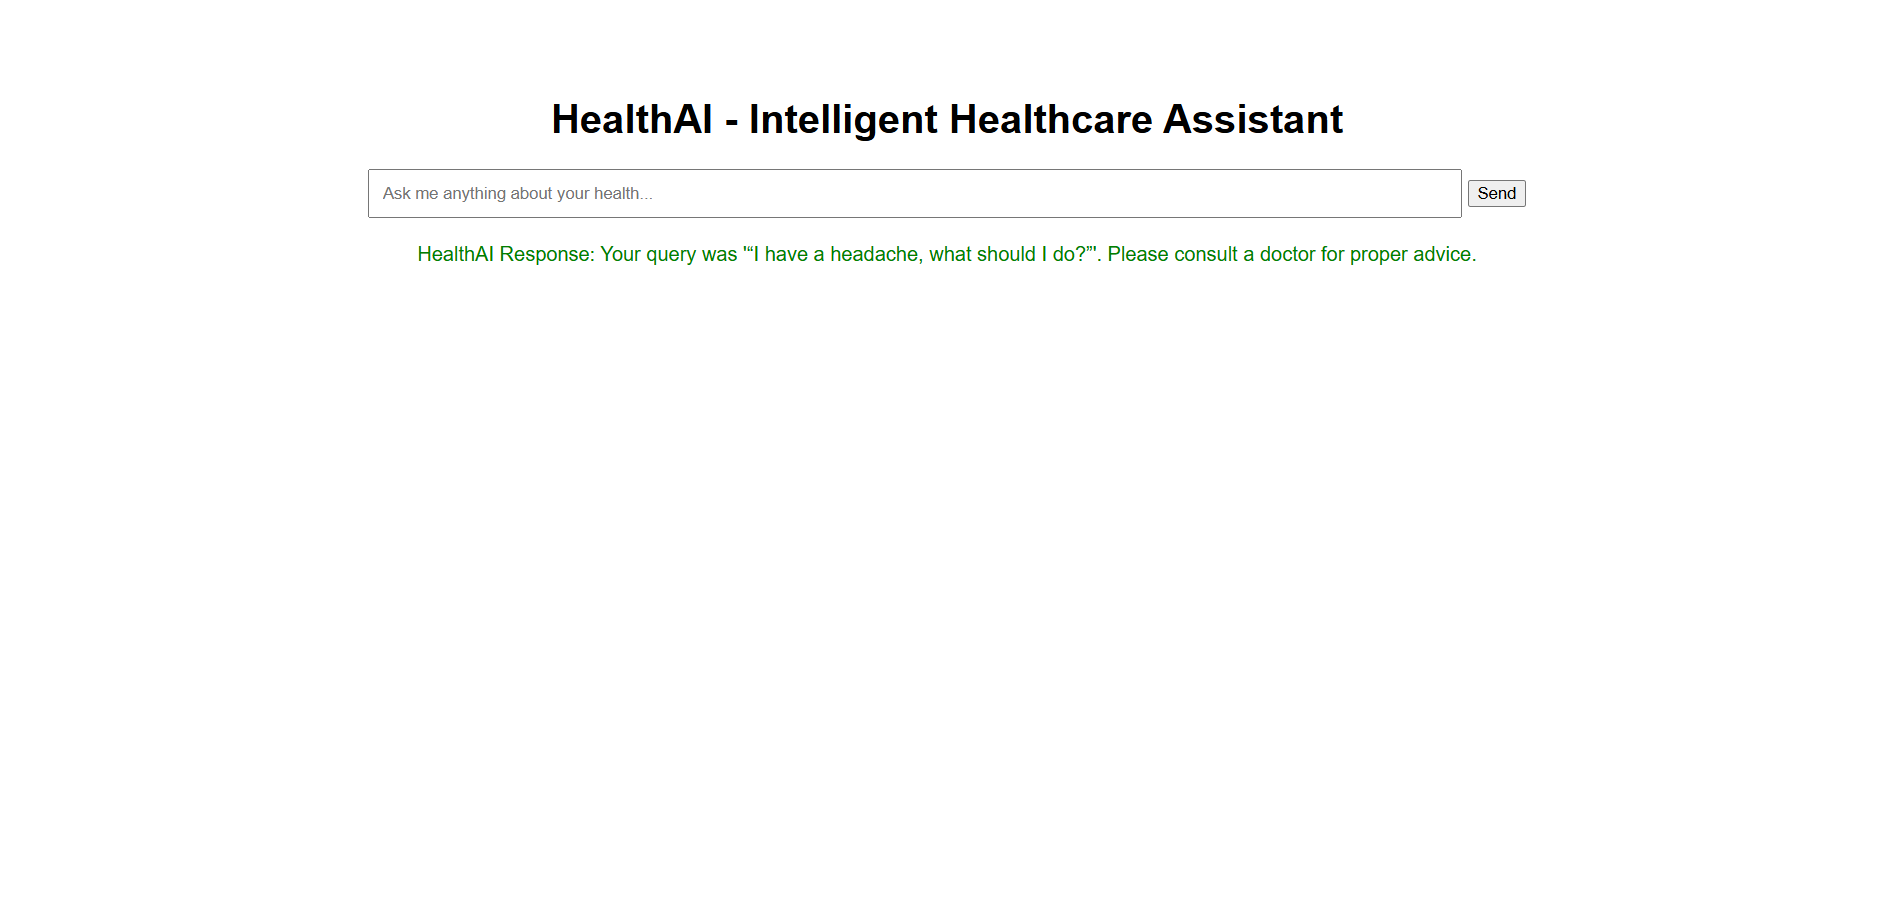 HealthAI - Intelligent Healthcare Assistant
Ask me anything about your health... Send
HealthAI Response: Your query was '“I have a headache, what should I do?”'. Please consult a doctor for proper advice.